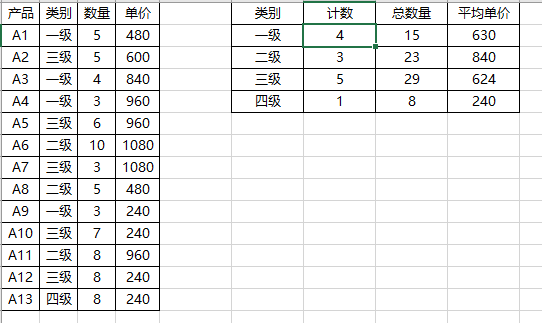 产品 类别 数量 单价 类别 计数 总数量 平均单价
A1 一级 5 480 一级 4 15 630
A2 三级 5 600 二级 3 23 840
A3 一级 4 840 三级 5 29 624
A4 一级 3 960 四级 1 8 240
A5 三级 6 960
A6 二级 10 1080
A7 三级 3 1080
A8 二级 5 480
A9 一级 3 240
A10 三级 7 240
A11 二级 8 960
A12 三级 8 240
A13 四级 8 240